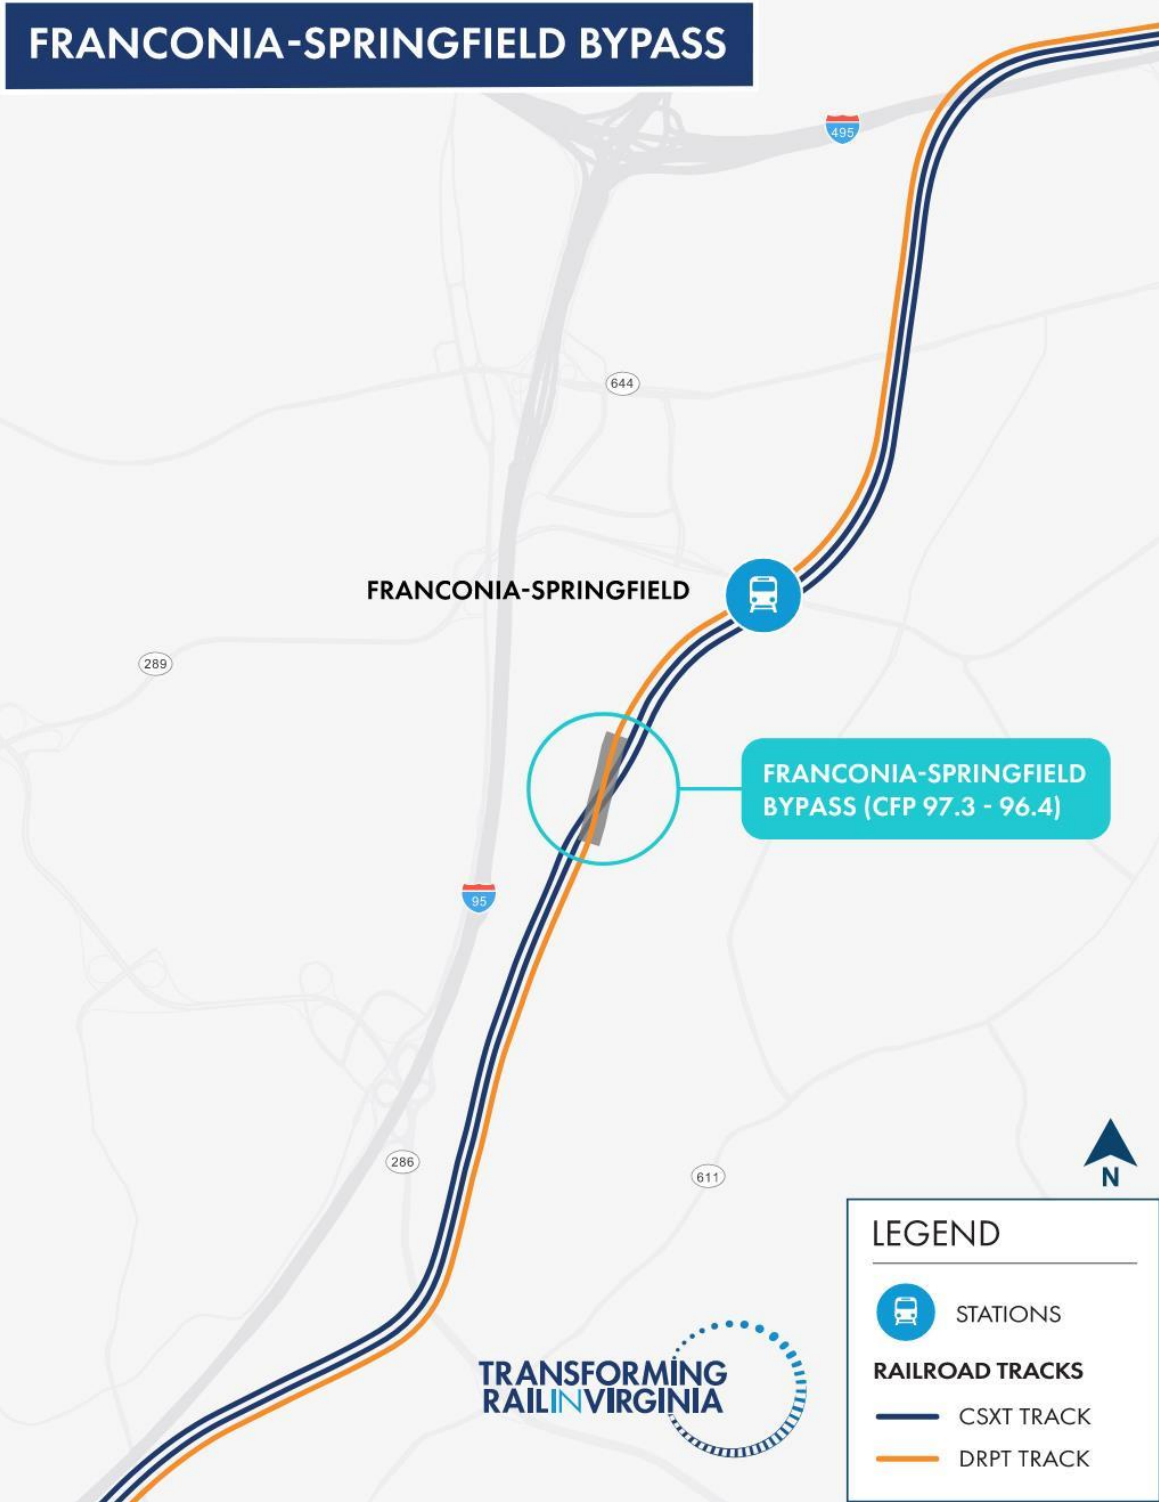 FRANCONIA-SPRINGFIELD BYPASS
495
644
FRANCONIA-SPRINGFIELD
289
FRANCONIA-SPRINGFIELD
BYPASS (CFP 97.3 - 96.4)
95
286
611
N
LEGEND
STATIONS
RAILROAD TRACKS
CSXT TRACK
DRPT TRACK
TRANSFORMING
RAILINVIRGINIA